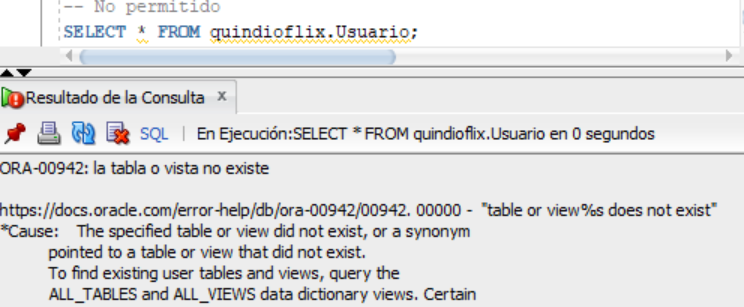 -- No permitido
SELECT * FROM quindioflix.Usuario;
Resultado de la Consulta x
SQL | En Ejecución:SELECT * FROM quindioflix.Usuario en 0 segundos
ORA-00942: la tabla o vista no existe
https://docs.oracle.com/error-help/db/ora-00942/00942. 00000 - "table or view%s does not exist"
*Cause: The specified table or view did not exist, or a synonym
pointed to a table or view that did not exist.
To find existing user tables and views, query the
ALL_TABLES and ALL_VIEWS data dictionary views. Certain